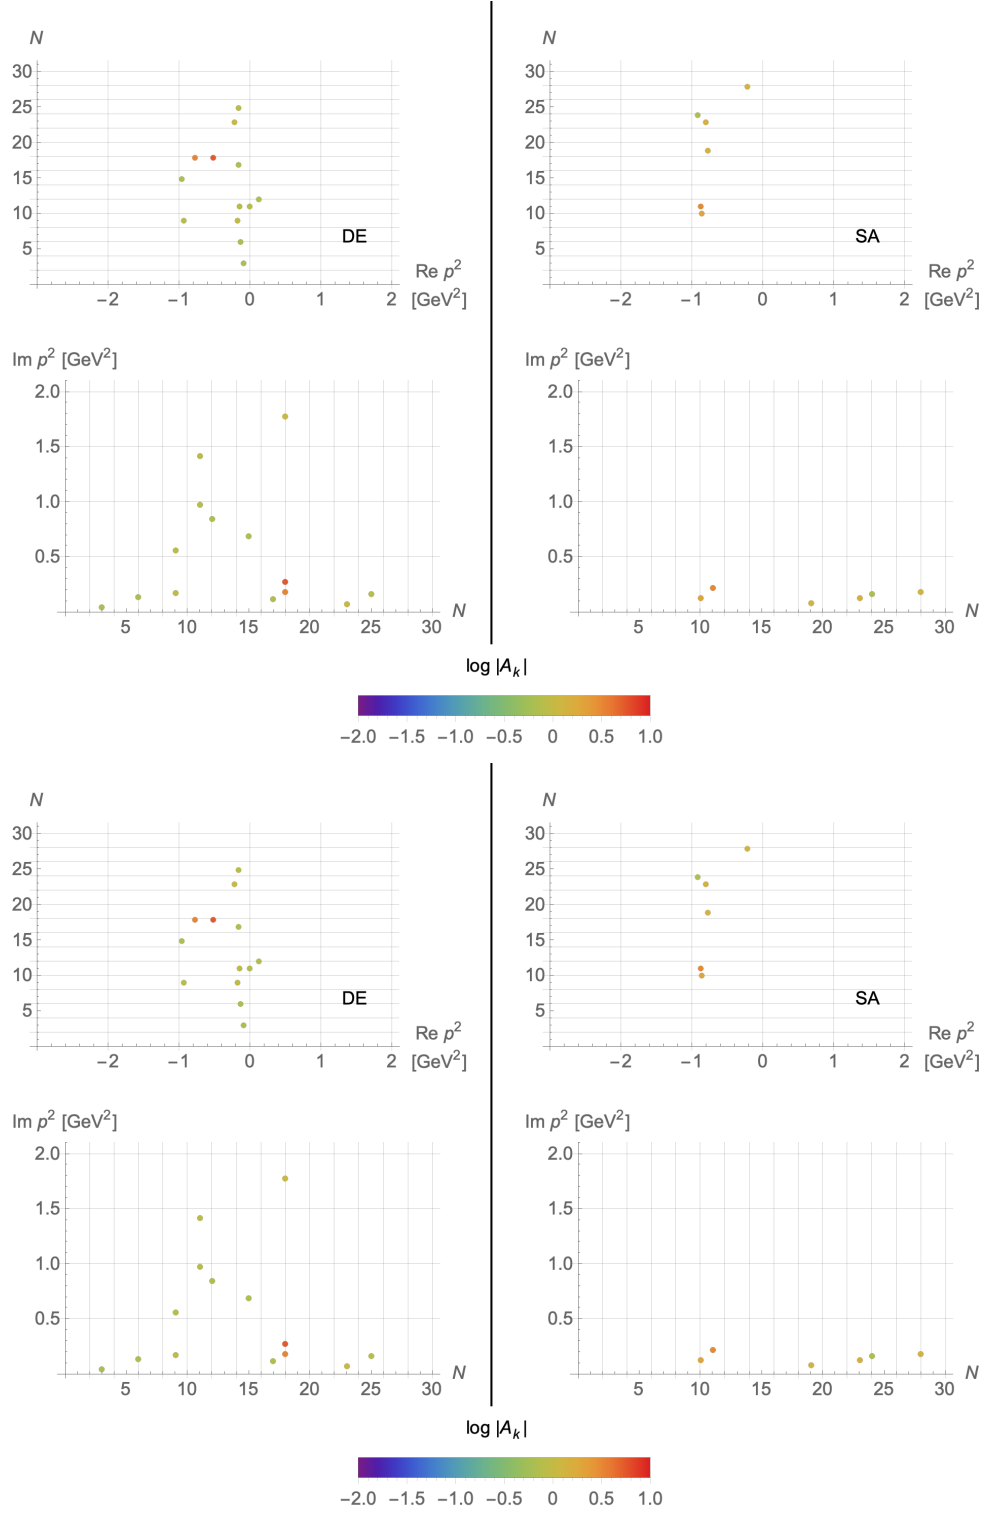 N N
30 30
25 25
20 20
15 15
10 10
5 DE 5 SA
Re p² Re p²
−2 −1 0 1 2 [GeV²] −2 −1 0 1 2 [GeV²]
Im p² [GeV²] Im p² [GeV²]
2.0 2.0
1.5 1.5
1.0 1.0
0.5 0.5
N N
5 10 15 20 25 30 5 10 15 20 25 30
log |Aₖ|
−2.0 −1.5 −1.0 −0.5 0 0.5 1.0
N N
30 30
25 25
20 20
15 15
10 10
5 DE 5 SA
Re p² Re p²
−2 −1 0 1 2 [GeV²] −2 −1 0 1 2 [GeV²]
Im p² [GeV²] Im p² [GeV²]
2.0 2.0
1.5 1.5
1.0 1.0
0.5 0.5
N N
5 10 15 20 25 30 5 10 15 20 25 30
log |Aₖ|
−2.0 −1.5 −1.0 −0.5 0 0.5 1.0